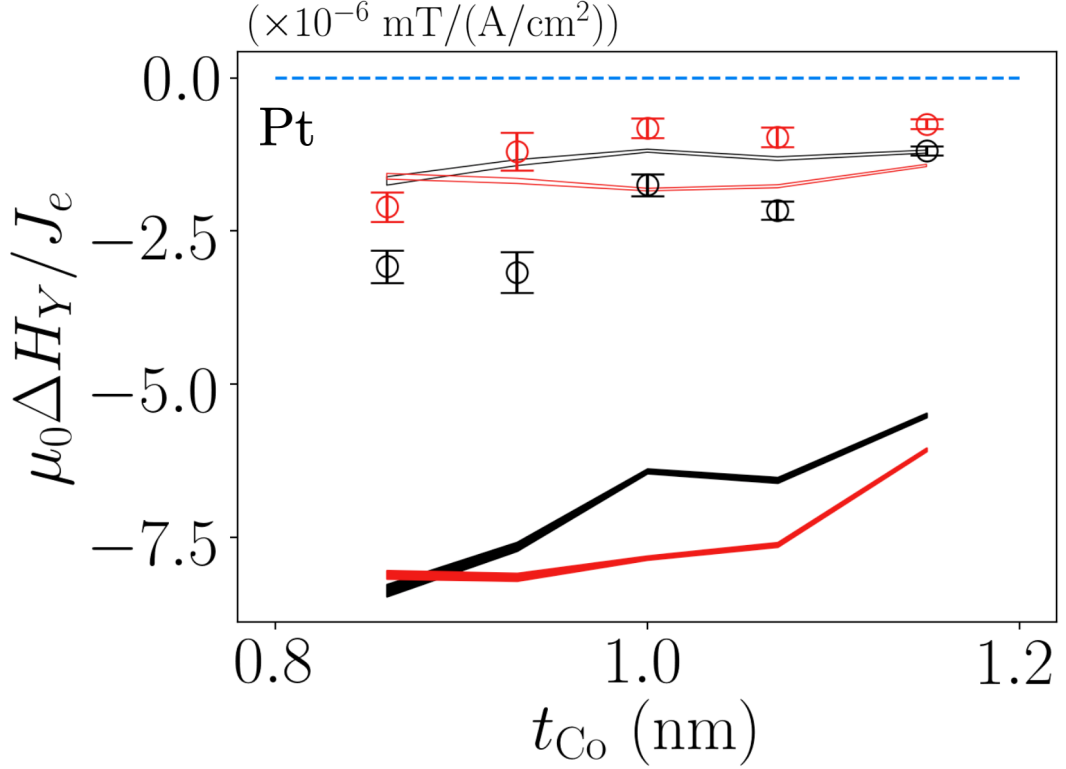 (×10⁻⁶ mT/(A/cm²))
0.0
Pt
−2.5
−5.0
−7.5
μ₀ΔH_Y/J_e
0.8 1.0 1.2
t_Co (nm)